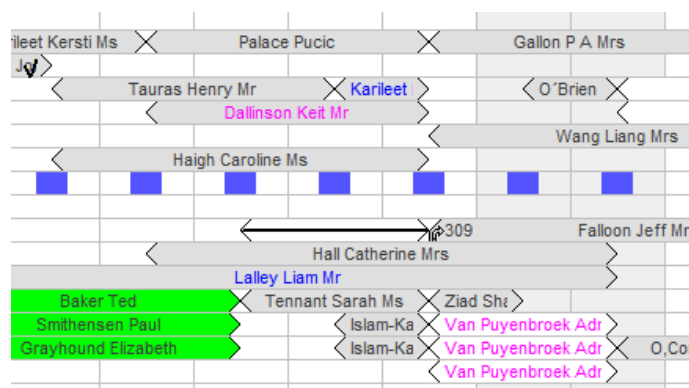 rileet Kersti Ms Palace Pucic Gallon P A Mrs
Tauras Henry Mr Karileet O´Brien
Dallinson Keit Mr
Wang Liang Mrs
Haigh Caroline Ms
309 Falloon Jeff Mr
Hall Catherine Mrs
Lalley Liam Mr
Baker Ted Tennant Sarah Ms Ziad Sha
Smithensen Paul Islam-Ka Van Puyenbroek Adr
Grayhound Elizabeth Islam-Ka Van Puyenbroek Adr O,Co
Van Puyenbroek Adr